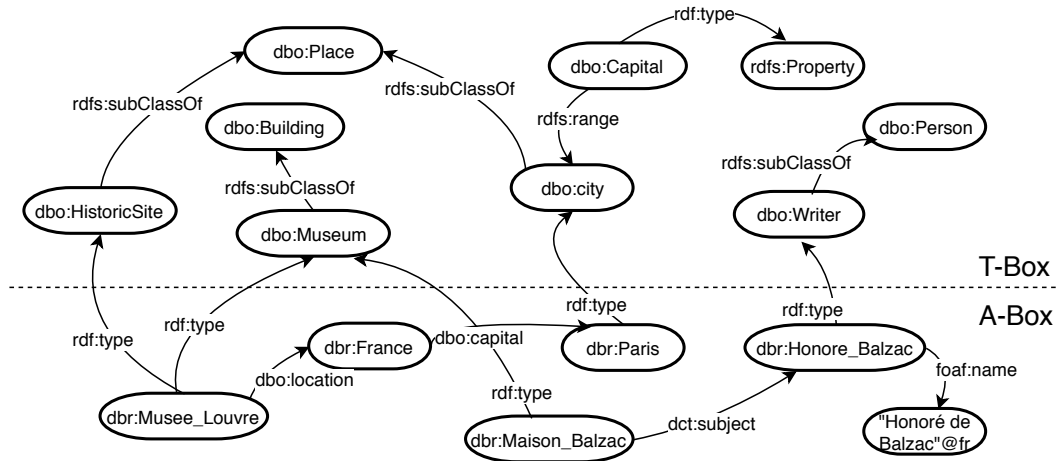 rdf:type
dbo:Place
dbo:Capital
rdfs:Property
rdfs:subClassOf
rdfs:subClassOf
dbo:Building
rdfs:range
dbo:Person
rdfs:subClassOf
rdfs:subClassOf
dbo:city
dbo:HistoricSite
dbo:Museum
dbo:Writer
T-Box
A-Box
rdf:type
rdf:type
rdf:type
rdf:type
dbo:capital
dbr:France
dbr:Paris
dbr:Honore_Balzac
dbo:location
foaf:name
rdf:type
dbr:Musee_Louvre
dct:subject
dbr:Maison_Balzac
"Honoré de
Balzac"@fr